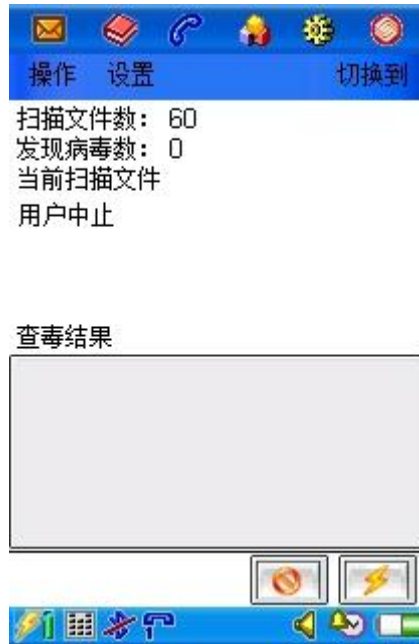 操作 设置 切换到
扫描文件数： 60
发现病毒数： 0
当前扫描文件
用户中止
查毒结果